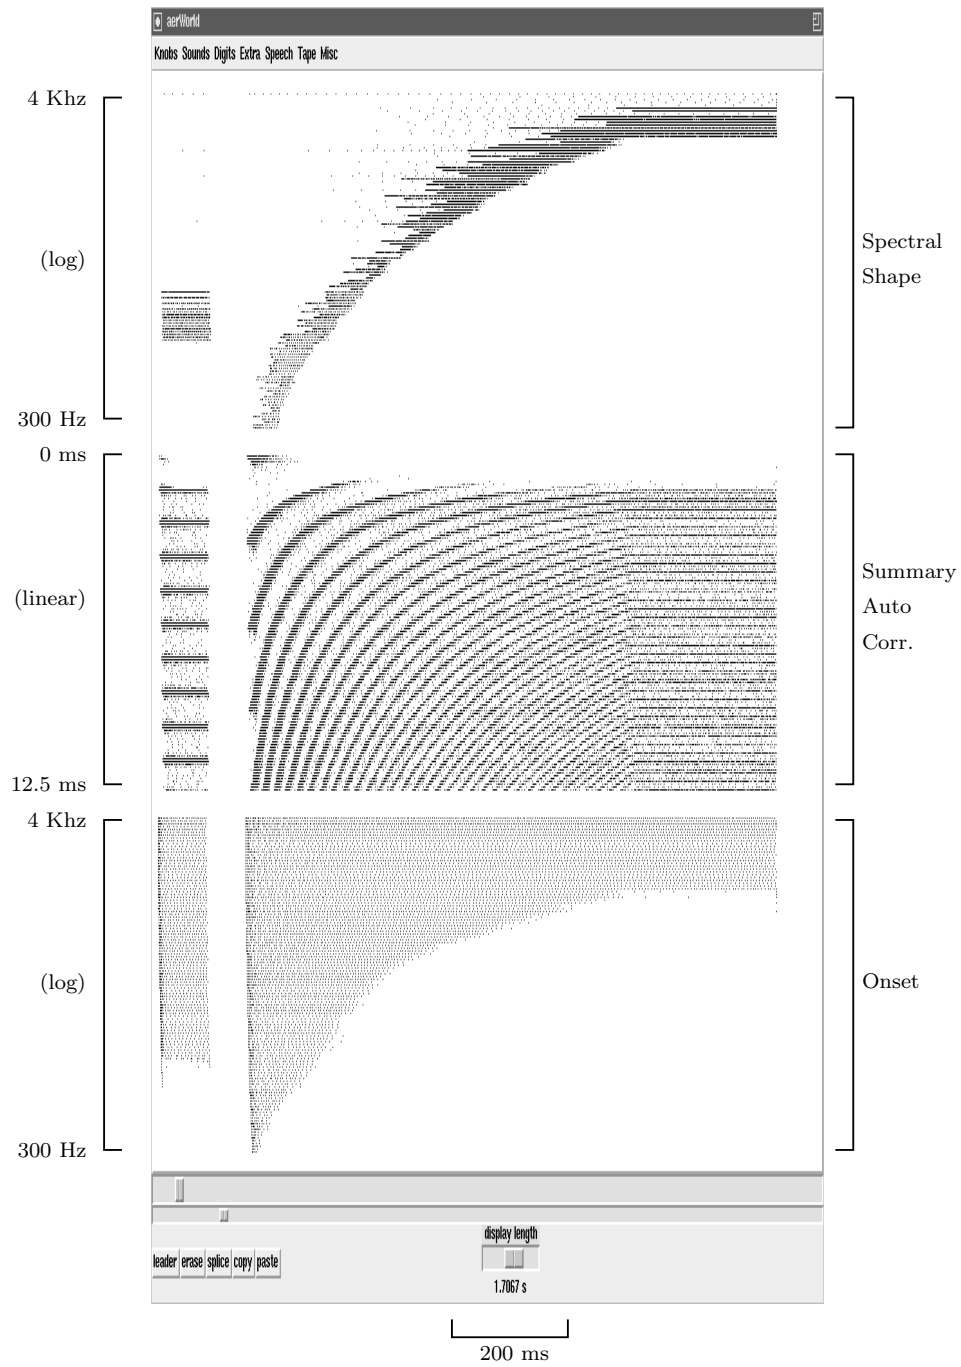 aerWorld
Knobs Sounds Digits Extra Speech Tape Misc
4 Khz
(log)
300 Hz
Spectral
Shape
0 ms
(linear)
12.5 ms
Summary
Auto
Corr.
4 Khz
(log)
300 Hz
Onset
display length
leader erase splice copy paste
1.7067 s
200 ms